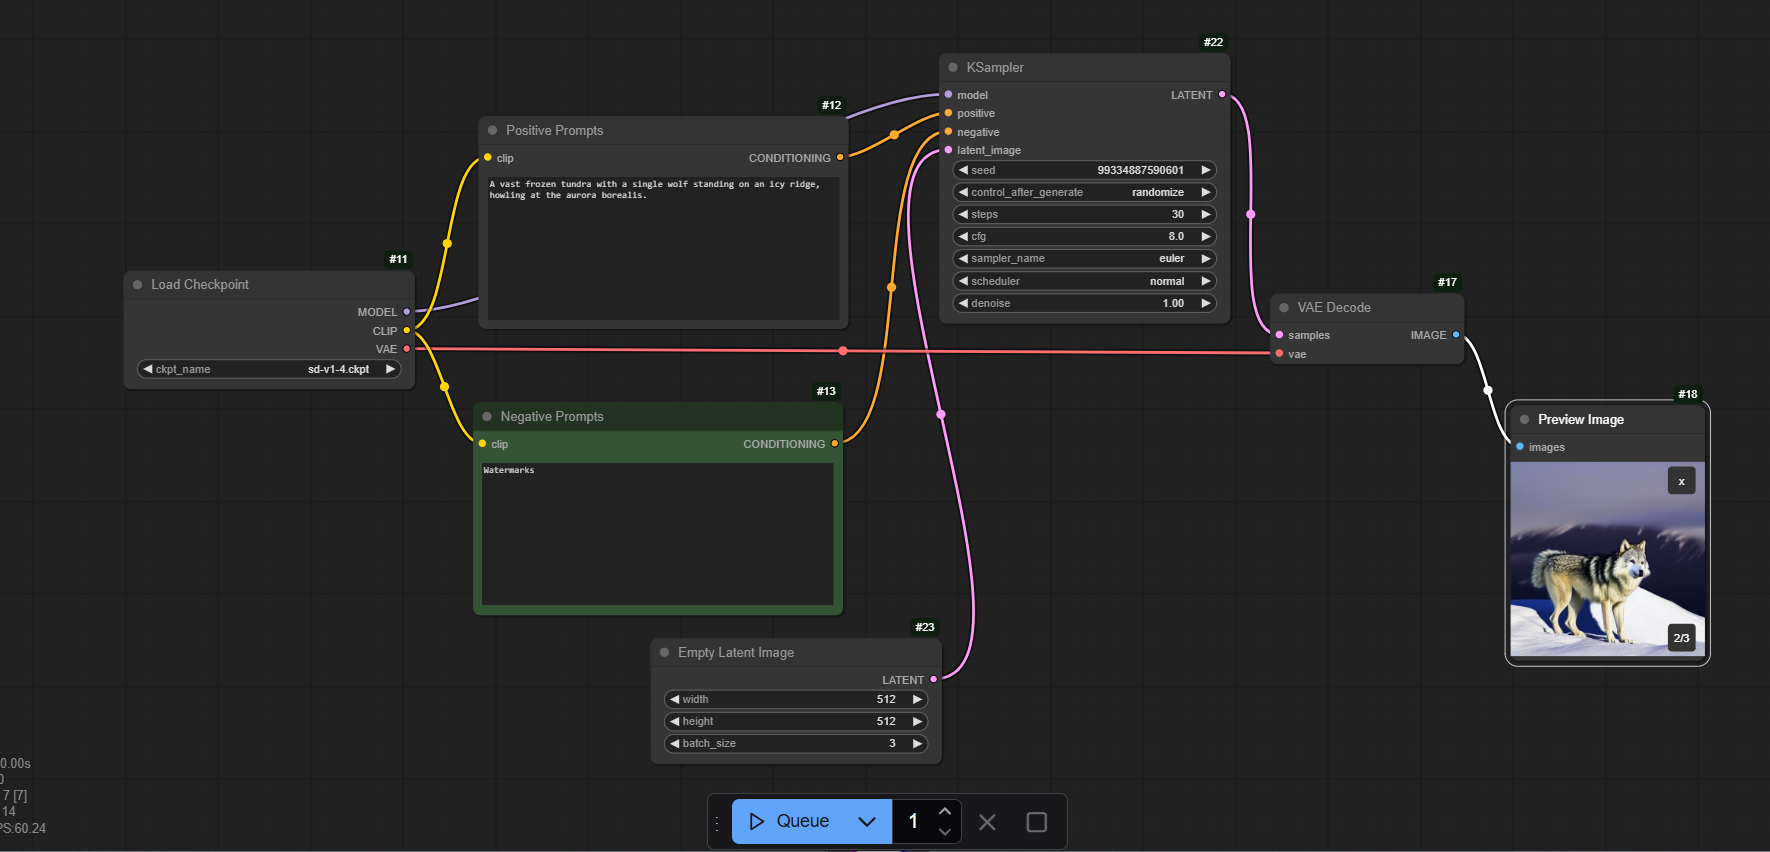 #22
KSampler
model
LATENT
positive
negative
latent_image
seed 99334887590601
control_after_generate randomize
steps 30
cfg 8.0
sampler_name euler
scheduler normal
denoise 1.00
#12
Positive Prompts
clip
CONDITIONING
A vast frozen tundra with a single wolf standing on an icy ridge,
howling at the aurora borealis.
#11
Load Checkpoint
MODEL
CLIP
VAE
ckpt_name sd-v1-4.ckpt
#13
Negative Prompts
clip
CONDITIONING
Watermarks
#17
VAE Decode
samples
IMAGE
vae
#18
Preview Image
images
x
2/3
#23
Empty Latent Image
LATENT
width 512
height 512
batch_size 3
0.00s
0
7 [7]
14
PS:60.24
Queue
1